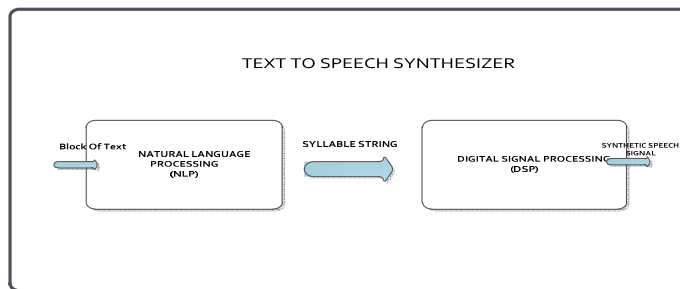 TEXT TO SPEECH SYNTHESIZER
Block Of Text
NATURAL LANGUAGE
PROCESSING
(NLP)
SYLLABLE STRING
DIGITAL SIGNAL PROCESSING
(DSP)
SYNTHETIC SPEECH
SIGNAL